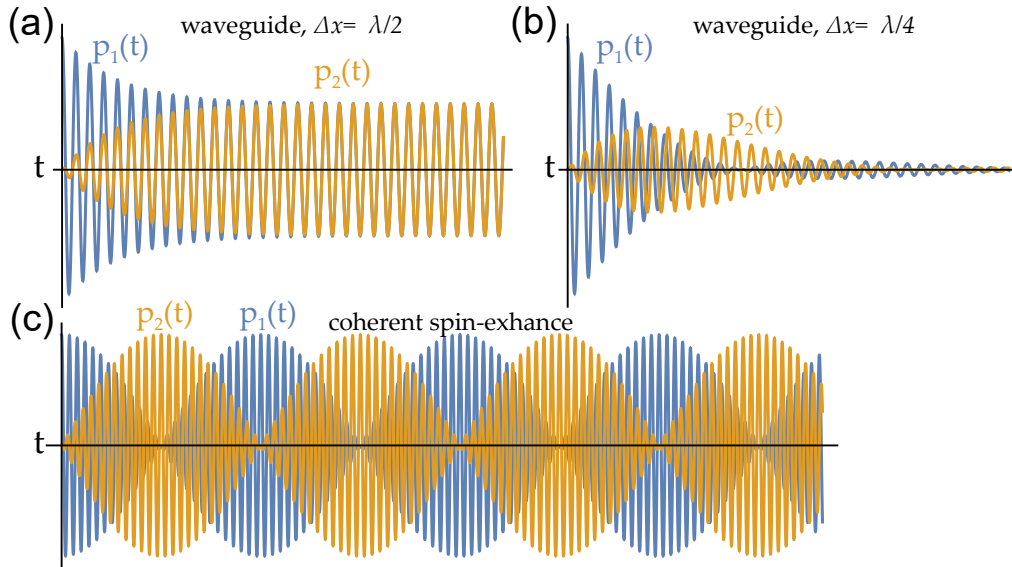 (a)
waveguide, Δx= λ/2
p₁(t)
p₂(t)
t
(b)
waveguide, Δx= λ/4
p₁(t)
p₂(t)
t
(c)
p₂(t)
p₁(t)
coherent spin-exhance
t